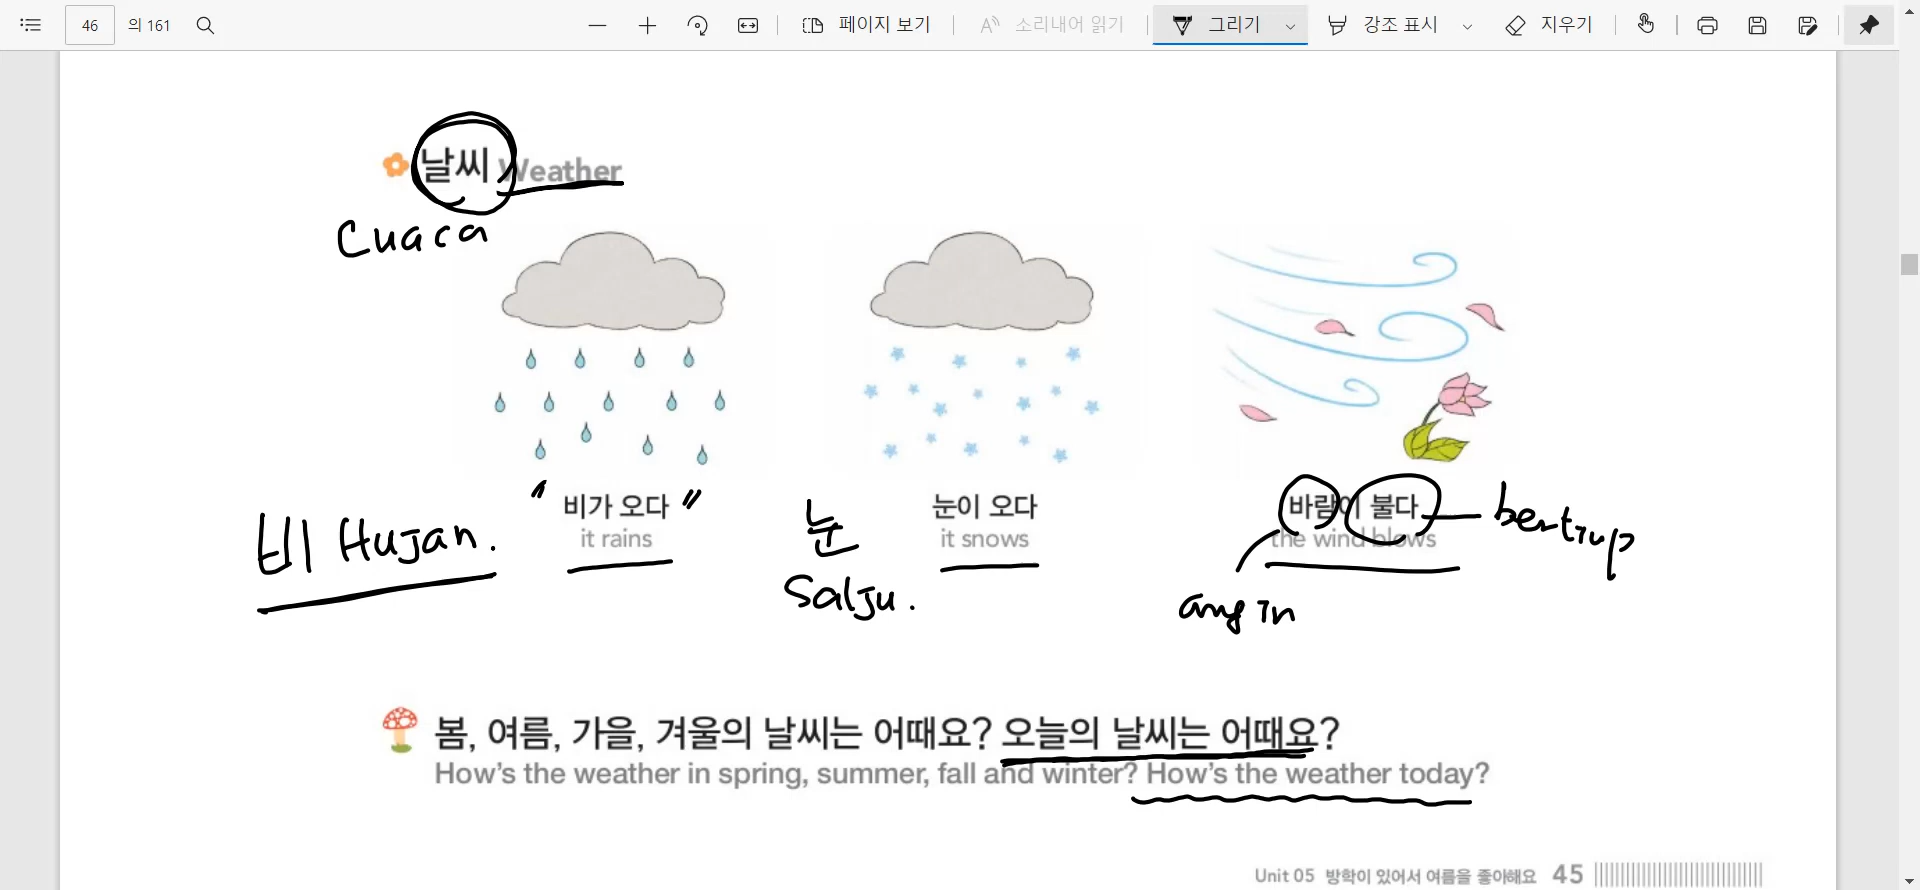 46 의 161 페이지 보기 소리내어 읽기 그리기 강조 표시 지우기
날씨 Weather
Cuaca
비가 오다 눈이 오다 바람이 불다
it rains it snows the wind blows
" " 비 Hujan. 눈 Salju. angin bertiup
봄, 여름, 가을, 겨울의 날씨는 어때요? 오늘의 날씨는 어때요?
How's the weather in spring, summer, fall and winter? How's the weather today?
Unit 05 방학이 있어서 여름을 좋아해요 45